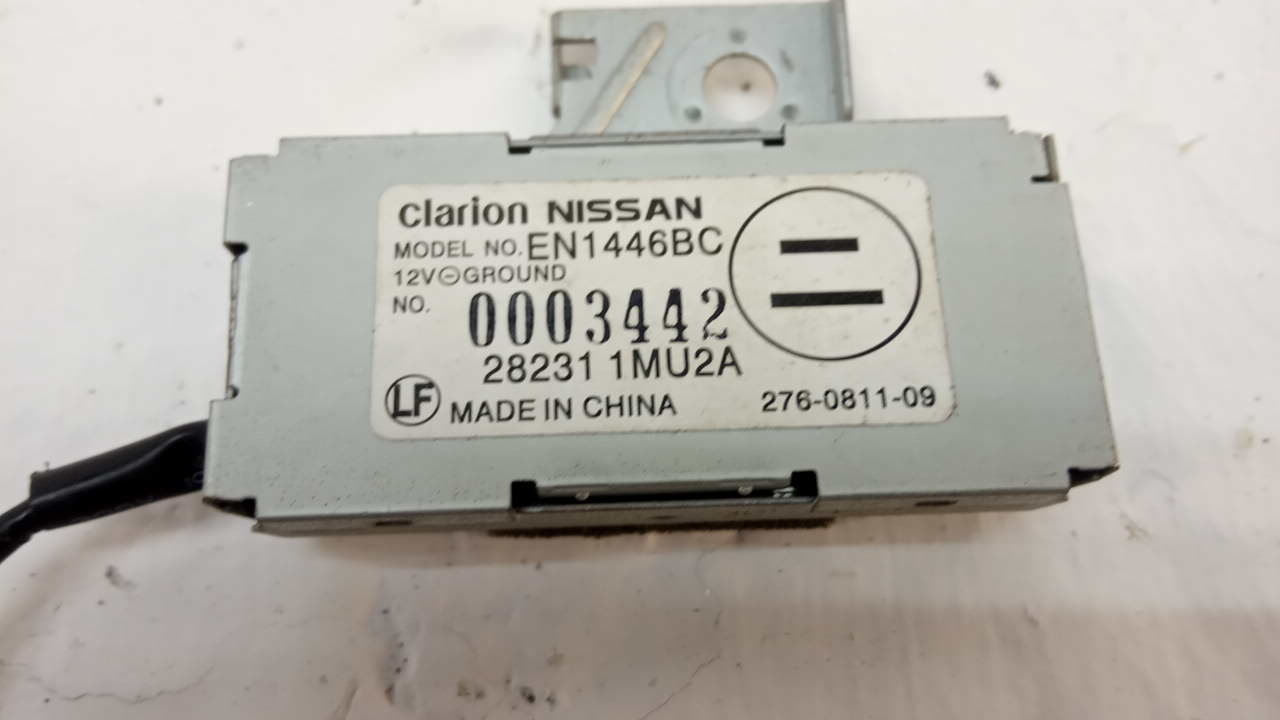 clarion NISSAN
MODEL NO. EN1446BC
12V⊖GROUND
NO. 0003442
28231 1MU2A
LF MADE IN CHINA 276-0811-09